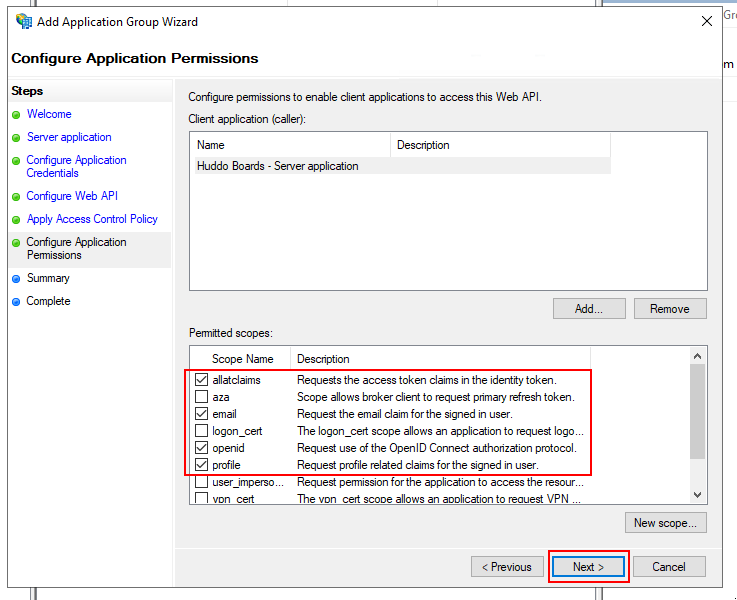 Add Application Group Wizard
Gro
Configure Application Permissions
m
Steps
Welcome
Server application
Configure Application
Credentials
Configure Web API
Apply Access Control Policy
Configure Application
Permissions
Summary
Complete
Configure permissions to enable client applications to access this Web API.
Client application (caller):
Name Description
Huddo Boards - Server application
Add... Remove
Permitted scopes:
Scope Name Description
allatclaims Requests the access token claims in the identity token.
aza Scope allows broker client to request primary refresh token.
email Request the email claim for the signed in user.
logon_cert The logon_cert scope allows an application to request logo...
openid Request use of the OpenID Connect authorization protocol.
profile Request profile related claims for the signed in user.
user_imperso... Request permission for the application to access the resour...
vpn_cert The vpn_cert scope allows an application to request VPN ...
New scope...
< Previous Next > Cancel